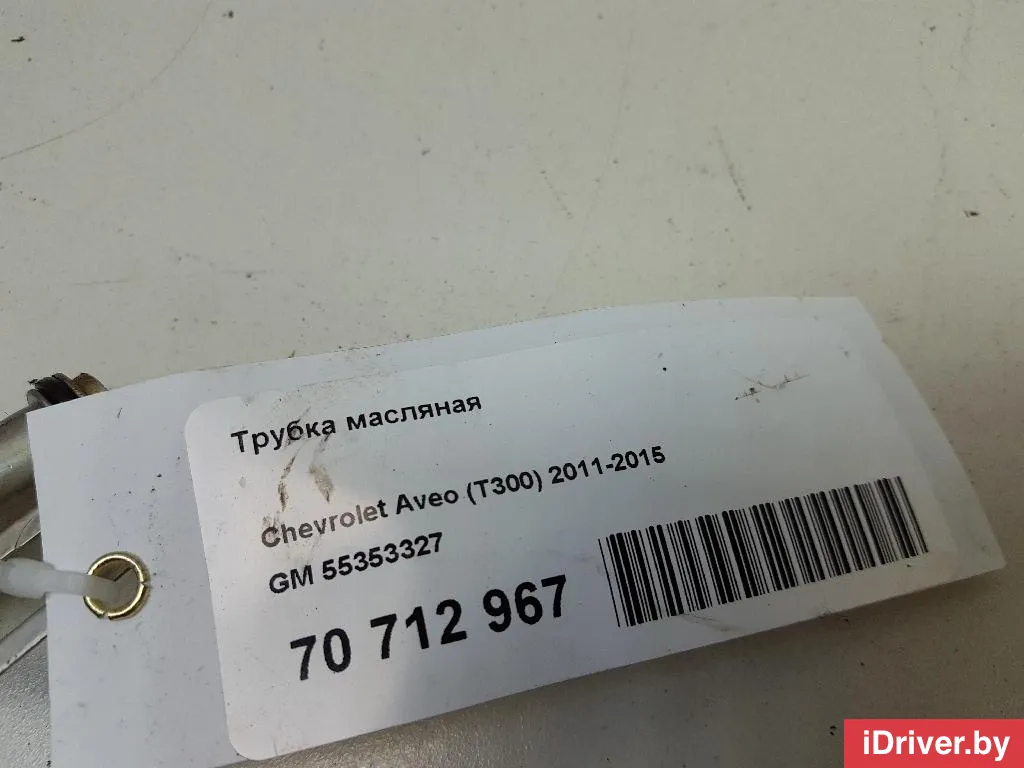 Трубка масляная
Chevrolet Aveo (T300) 2011-2015
GM 55353327
70 712 967
iDriver.by